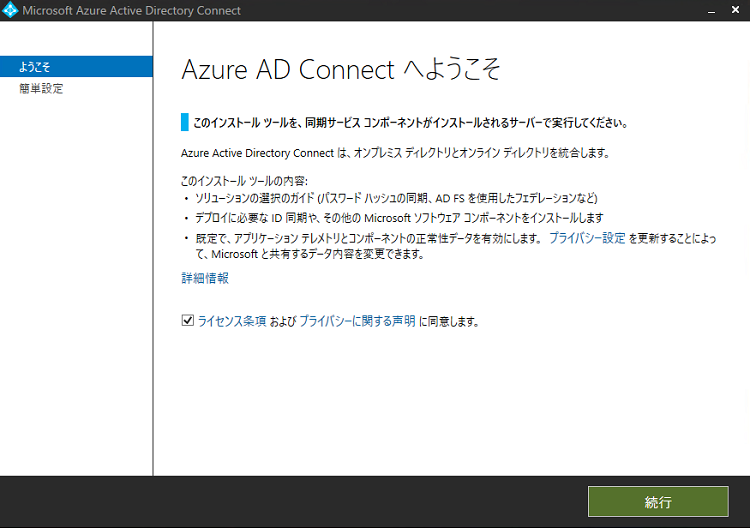 Microsoft Azure Active Directory Connect
ようこそ
簡単設定
Azure AD Connect へようこそ
このインストール ツールを、同期サービス コンポーネントがインストールされるサーバーで実行してください。
Azure Active Directory Connect は、オンプレミス ディレクトリとオンライン ディレクトリを統合します。
このインストール ツールの内容:
・ ソリューションの選択のガイド (パスワード ハッシュの同期、AD FS を使用したフェデレーションなど)
・ デプロイに必要な ID 同期や、その他の Microsoft ソフトウェア コンポーネントをインストールします
・ 既定で、アプリケーション テレメトリとコンポーネントの正常性データを有効にします。 プライバシー設定 を更新することによっ
て、Microsoft と共有するデータ内容を変更できます。
詳細情報
ライセンス条項 および プライバシーに関する声明 に同意します。
続行